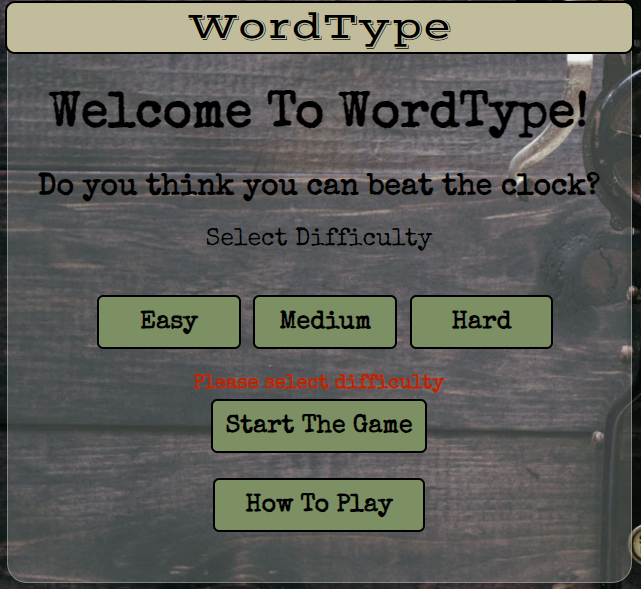 WordType
Welcome To WordType!
Do you think you can beat the clock?
Select Difficulty
Easy Medium Hard
Please select difficulty
Start The Game
How To Play